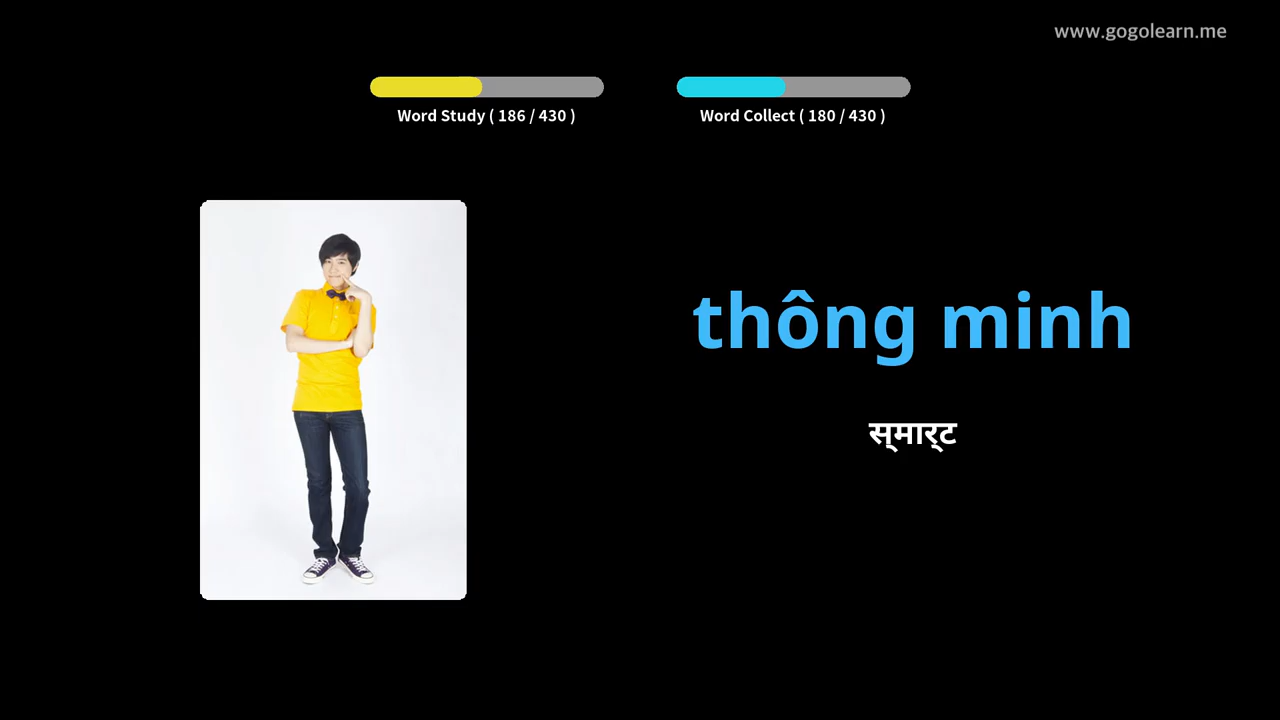 www.gogolearn.me
Word Study ( 186 / 430 )
Word Collect ( 180 / 430 )
thông minh
स्मार्ट